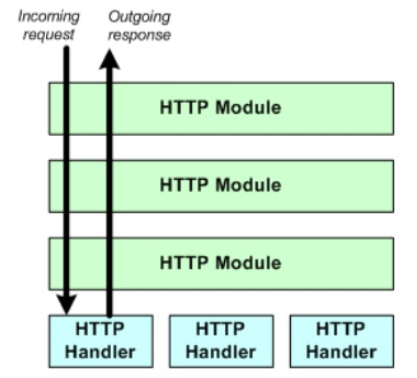 Incoming
request
Outgoing
response
HTTP Module
HTTP Module
HTTP Module
HTTP
Handler
HTTP
Handler
HTTP
Handler